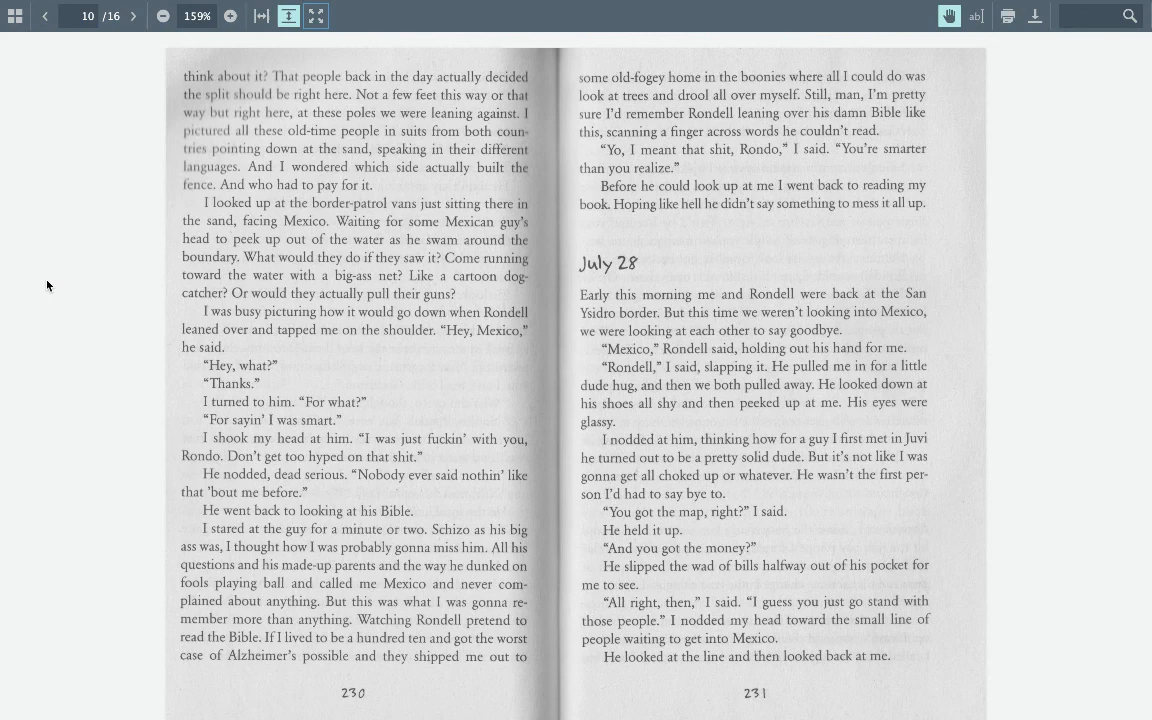 10 /16
159%
ab
think about it? That people back in the day actually decided
the split should be right here. Not a few feet this way or that
way but right here, at these poles we were leaning against. I
pictured all these old-time people in suits from both coun-
tries pointing down at the sand, speaking in their different
languages. And I wondered which side actually built the
fence. And who had to pay for it.
I looked up at the border-patrol vans just sitting there in
the sand, facing Mexico. Waiting for some Mexican guy's
head to peek up out of the water as he swam around the
boundary. What would they do if they saw it? Come running
toward the water with a big-ass net? Like a cartoon dog-
catcher? Or would they actually pull their guns?
I was busy picturing how it would go down when Rondell
leaned over and tapped me on the shoulder. “Hey, Mexico,”
he said.
“Hey, what?”
“Thanks.”
I turned to him. “For what?”
“For sayin’ I was smart.”
I shook my head at him. “I was just fuckin’ with you,
Rondo. Don’t get too hyped on that shit.”
He nodded, dead serious. “Nobody ever said nothin’ like
that ’bout me before.”
He went back to looking at his Bible.
I stared at the guy for a minute or two. Schizo as his big
ass was, I thought how I was probably gonna miss him. All his
questions and his made-up parents and the way he dunked on
fools playing ball and called me Mexico and never com-
plained about anything. But this was what I was gonna re-
member more than anything. Watching Rondell pretend to
read the Bible. If I lived to be a hundred ten and got the worst
case of Alzheimer’s possible and they shipped me out to
230
some old-fogey home in the boonies where all I could do was
look at trees and drool all over myself. Still, man, I’m pretty
sure I’d remember Rondell leaning over his damn Bible like
this, scanning a finger across words he couldn’t read.
“Yo, I meant that shit, Rondo,” I said. “You’re smarter
than you realize.”
Before he could look up at me I went back to reading my
book. Hoping like hell he didn’t say something to mess it all up.
July 28
Early this morning me and Rondell were back at the San
Ysidro border. But this time we weren’t looking into Mexico,
we were looking at each other to say goodbye.
“Mexico,” Rondell said, holding out his hand for me.
“Rondell,” I said, slapping it. He pulled me in for a little
dude hug, and then we both pulled away. He looked down at
his shoes all shy and then peeked up at me. His eyes were
glassy.
I nodded at him, thinking how for a guy I first met in Juvi
he turned out to be a pretty solid dude. But it’s not like I was
gonna get all choked up or whatever. He wasn’t the first per-
son I’d had to say bye to.
“You got the map, right?” I said.
He held it up.
“And you got the money?”
He slipped the wad of bills halfway out of his pocket for
me to see.
“All right, then,” I said. “I guess you just go stand with
those people.” I nodded my head toward the small line of
people waiting to get into Mexico.
He looked at the line and then looked back at me.
231